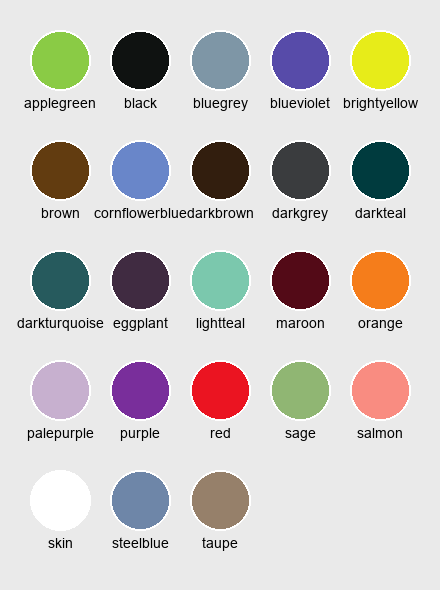 applegreen black bluegrey blueviolet brightyellow
brown cornflowerblue darkbrown darkgrey darkteal
darkturquoise eggplant lightteal maroon orange
palepurple purple red sage salmon
skin steelblue taupe